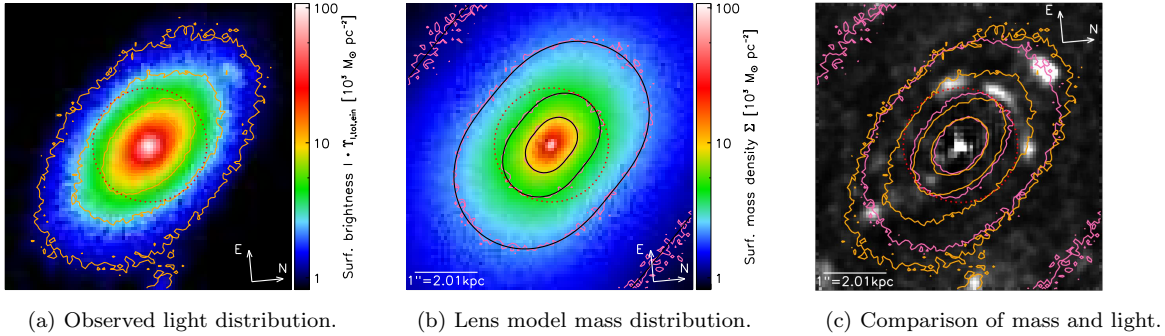 100
10
1
Surf. brightness I • ϒ_I,tot,ein [10³ M_⊙ pc⁻²]
E
N
100
10
1
Surf. mass density Σ [10³ M_⊙ pc⁻²]
E
N
1''=2.01kpc
E
N
1''=2.01kpc
(a) Observed light distribution.
(b) Lens model mass distribution.
(c) Comparison of mass and light.